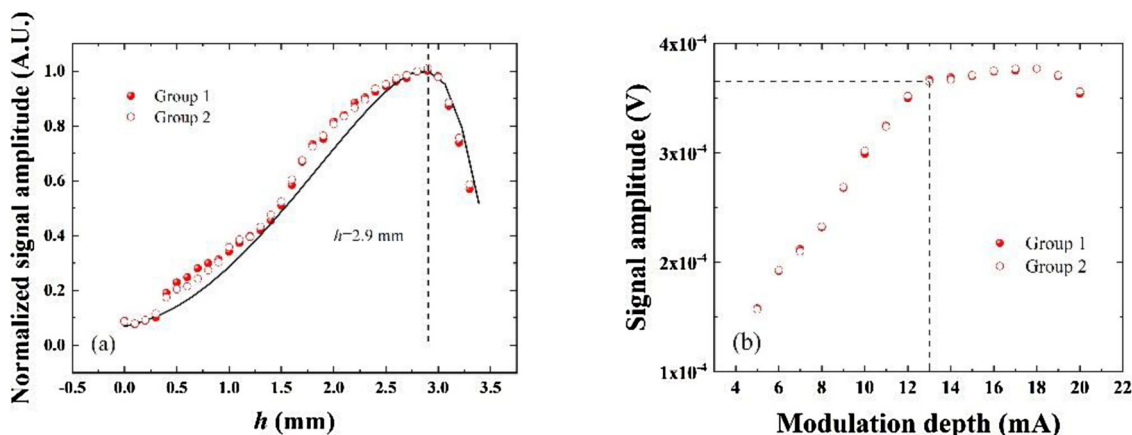 Normalized signal amplitude (A.U.)
1.0
0.8
0.6
0.4
0.2
0.0
Group 1
Group 2
h=2.9 mm
(a)
-0.5 0.0 0.5 1.0 1.5 2.0 2.5 3.0 3.5
h (mm)
Signal amplitude (V)
4x10⁻⁴
3x10⁻⁴
2x10⁻⁴
1x10⁻⁴
Group 1
Group 2
(b)
4 6 8 10 12 14 16 18 20 22
Modulation depth (mA)